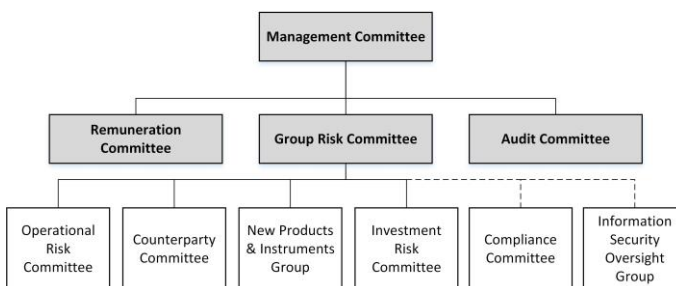 Management Committee
Remuneration
Committee
Group Risk Committee
Audit Committee
Operational
Risk
Committee
Counterparty
Committee
New Products
& Instruments
Group
Investment
Risk
Committee
Compliance
Committee
Information
Security
Oversight
Group